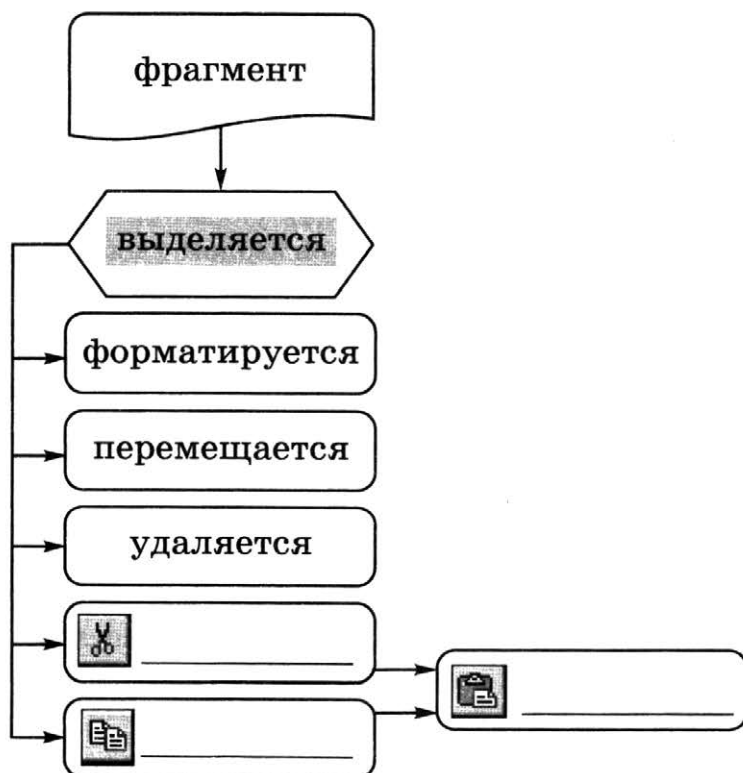 фрагмент
выделяется
форматируется
перемещается
удаляется